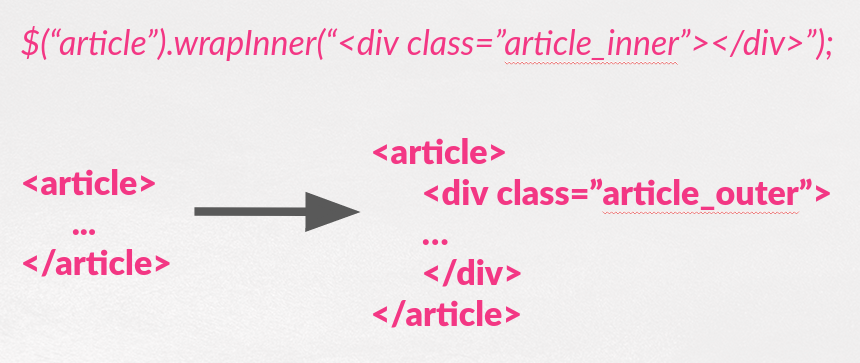 $(“article”).wrapInner(“<div class=”article_inner”></div>”);
<article>
...
</article>
<article>
<div class=”article_outer”>
...
</div>
</article>